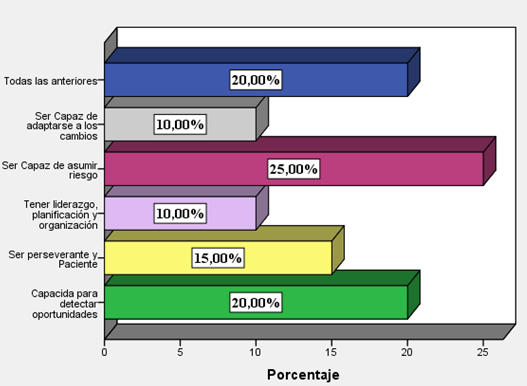 Todas las anteriores
20,00%
Ser Capaz de
adaptarse a los
cambios
10,00%
Ser Capaz de asumir
riesgo
25,00%
Tener liderazgo,
planificación y
organización
10,00%
Ser perseverante y
Paciente
15,00%
Capacida para
detectar
oportunidades
20,00%
0 5 10 15 20 25
Porcentaje